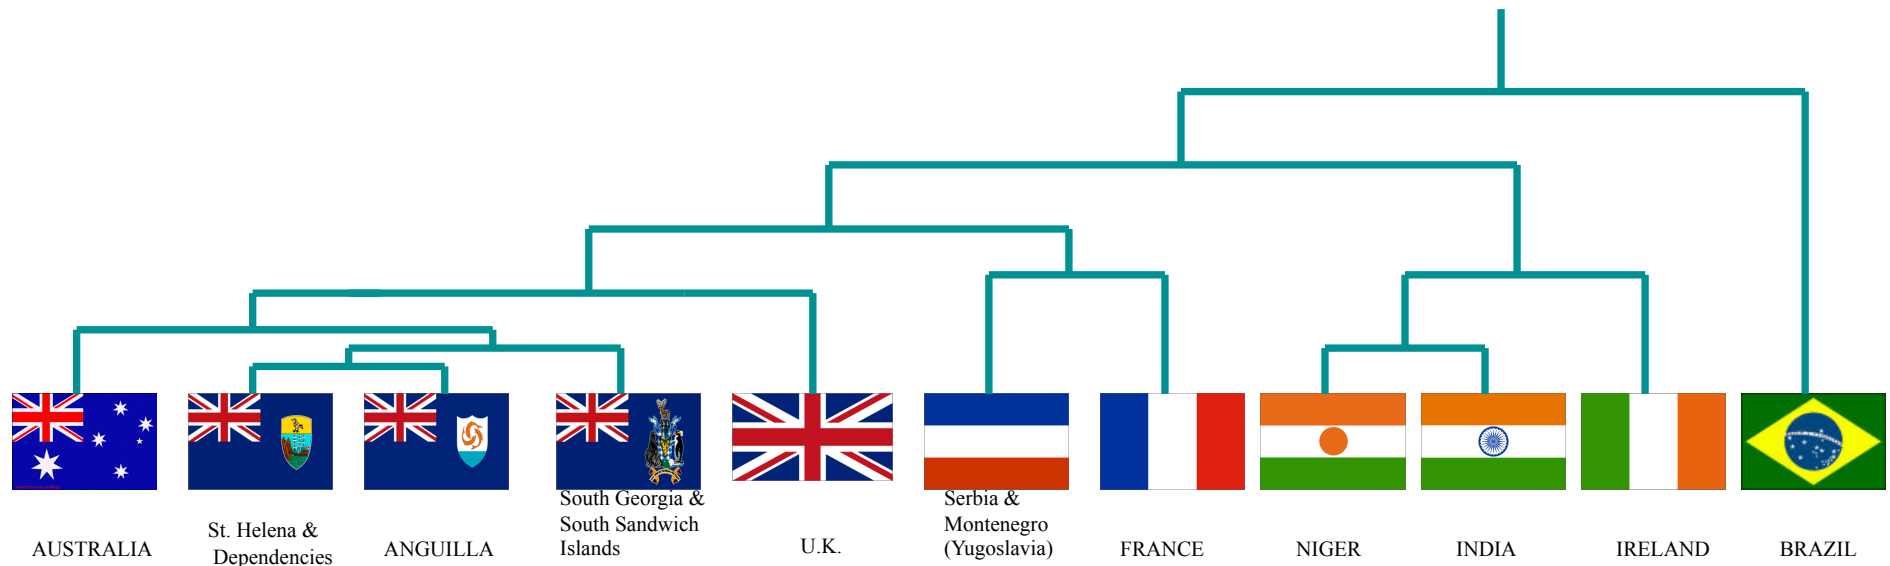 AUSTRALIA
St. Helena &
Dependencies
ANGUILLA
South Georgia &
South Sandwich
Islands
U.K.
Serbia &
Montenegro
(Yugoslavia)
FRANCE
NIGER
INDIA
IRELAND
BRAZIL